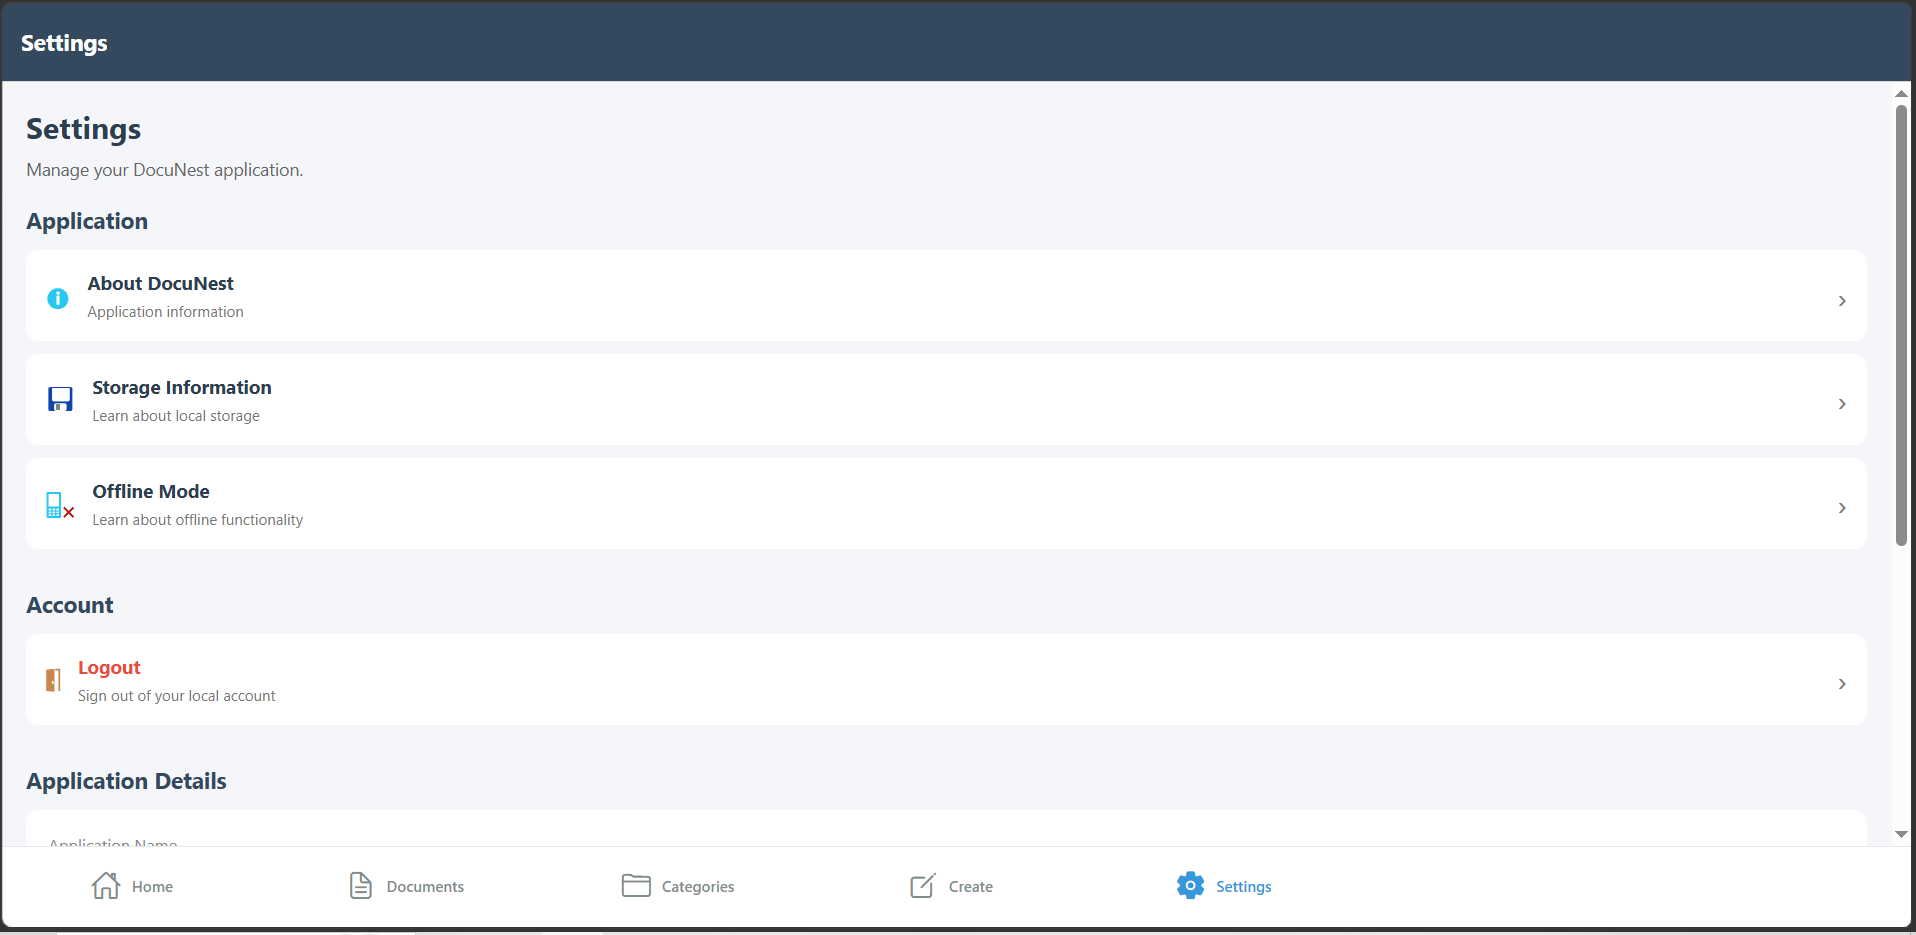 Settings
Settings
Manage your DocuNest application.
Application
About DocuNest
Application information
Storage Information
Learn about local storage
Offline Mode
Learn about offline functionality
Account
Logout
Sign out of your local account
Application Details
Application Name
Home
Documents
Categories
Create
Settings